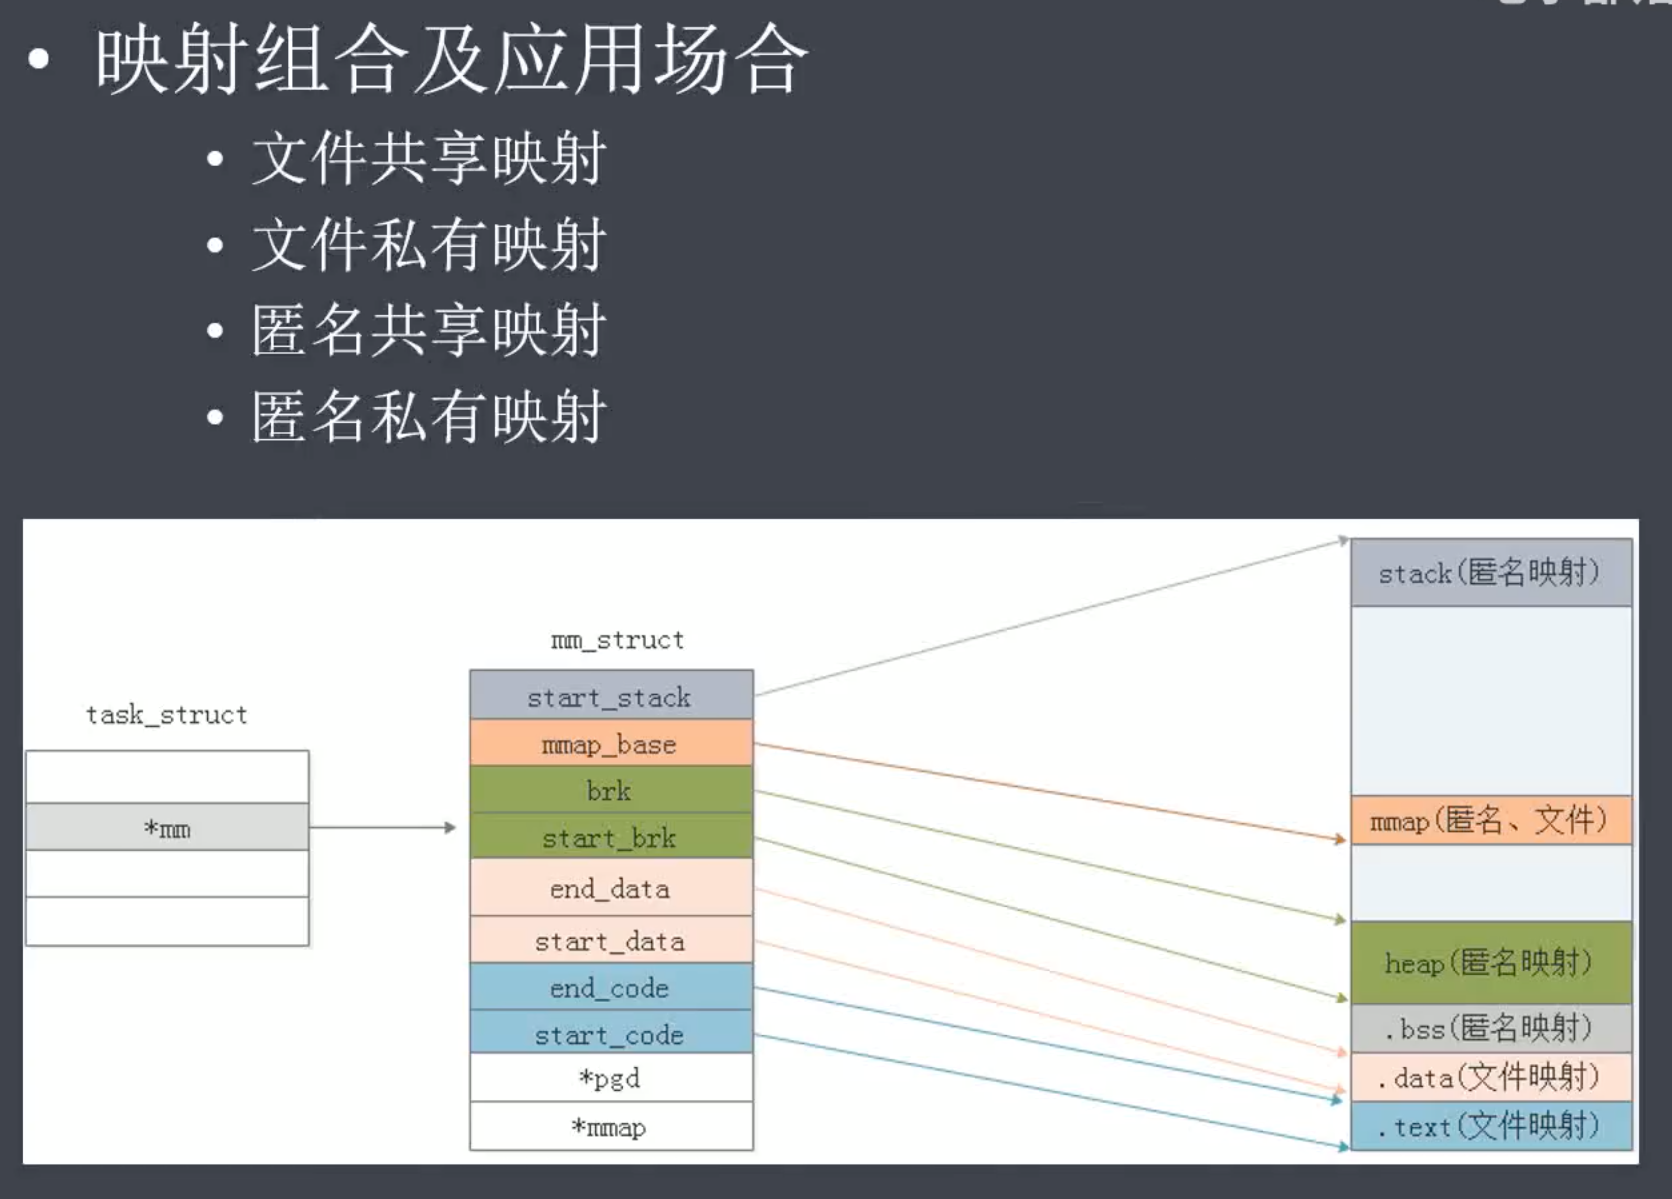 • 映射组合及应用场合
• 文件共享映射
• 文件私有映射
• 匿名共享映射
• 匿名私有映射
task_struct
*mm
mm_struct
start_stack
mmap_base
brk
start_brk
end_data
start_data
end_code
start_code
*pgd
*mmap
stack(匿名映射)
mmap(匿名、文件)
heap(匿名映射)
.bss(匿名映射)
.data(文件映射)
.text(文件映射)